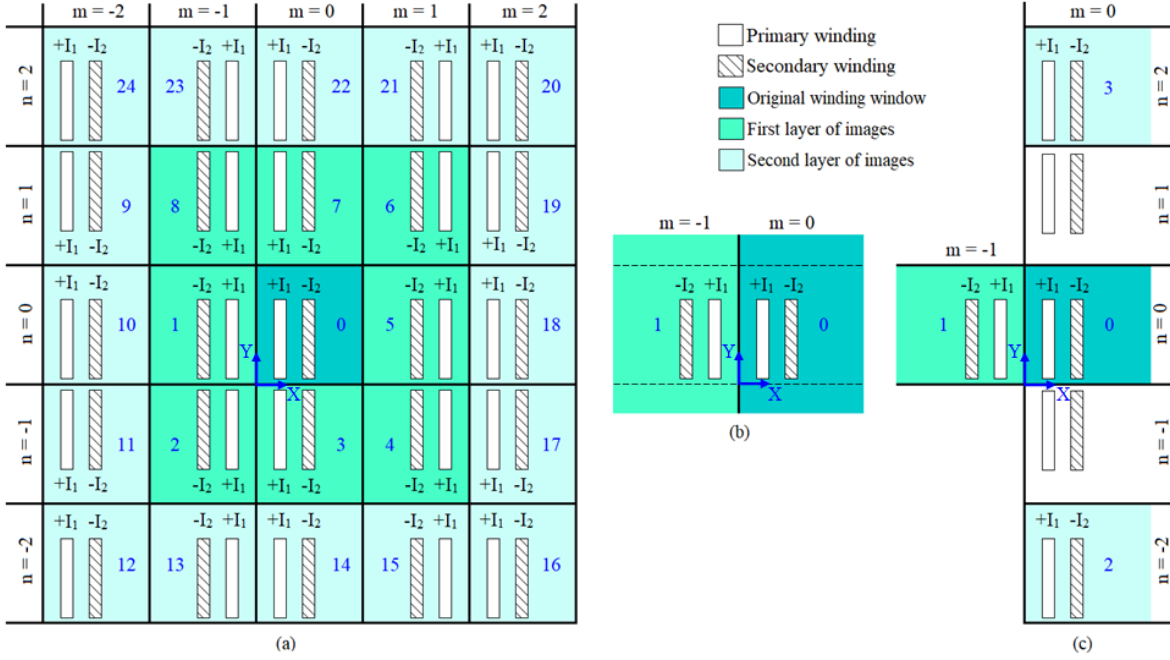 m = -2 m = -1 m = 0 m = 1 m = 2
+I₁ -I₂ -I₂ +I₁ +I₁ -I₂ -I₂ +I₁ +I₁ -I₂
n = 2
24 23 22 21 20
n = 1
9 8 7 6 19
+I₁ -I₂ -I₂ +I₁ +I₁ -I₂ -I₂ +I₁ +I₁ -I₂
+I₁ -I₂ -I₂ +I₁ +I₁ -I₂ -I₂ +I₁ +I₁ -I₂
n = 0
10 1 0 5 18
Y
X
n = -1
11 2 3 4 17
+I₁ -I₂ -I₂ +I₁ +I₁ -I₂ -I₂ +I₁ +I₁ -I₂
+I₁ -I₂ -I₂ +I₁ +I₁ -I₂ -I₂ +I₁ +I₁ -I₂
n = -2
12 13 14 15 16
(a)
Primary winding
Secondary winding
Original winding window
First layer of images
Second layer of images
m = -1 m = 0
-I₂ +I₁ +I₁ -I₂
1 0
Y
X
(b)
m = 0
+I₁ -I₂
3
n = 2
n = 1
m = -1
-I₂ +I₁ +I₁ -I₂
1 0
n = 0
Y
X
n = -1
+I₁ -I₂
2
n = -2
(c)